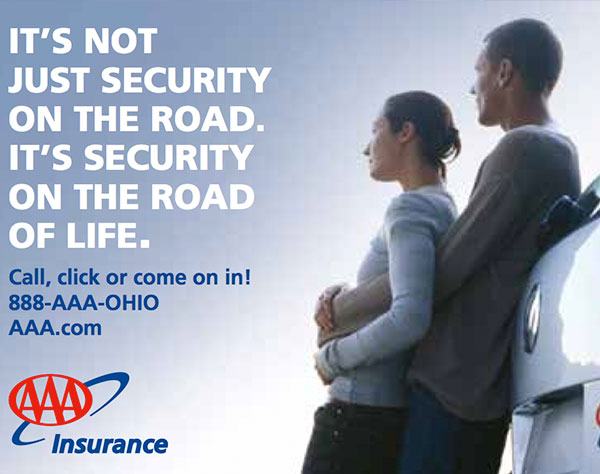 IT'S NOT
JUST SECURITY
ON THE ROAD.
IT'S SECURITY
ON THE ROAD
OF LIFE.
Call, click or come on in!
888-AAA-OHIO
AAA.com
AAA
Insurance